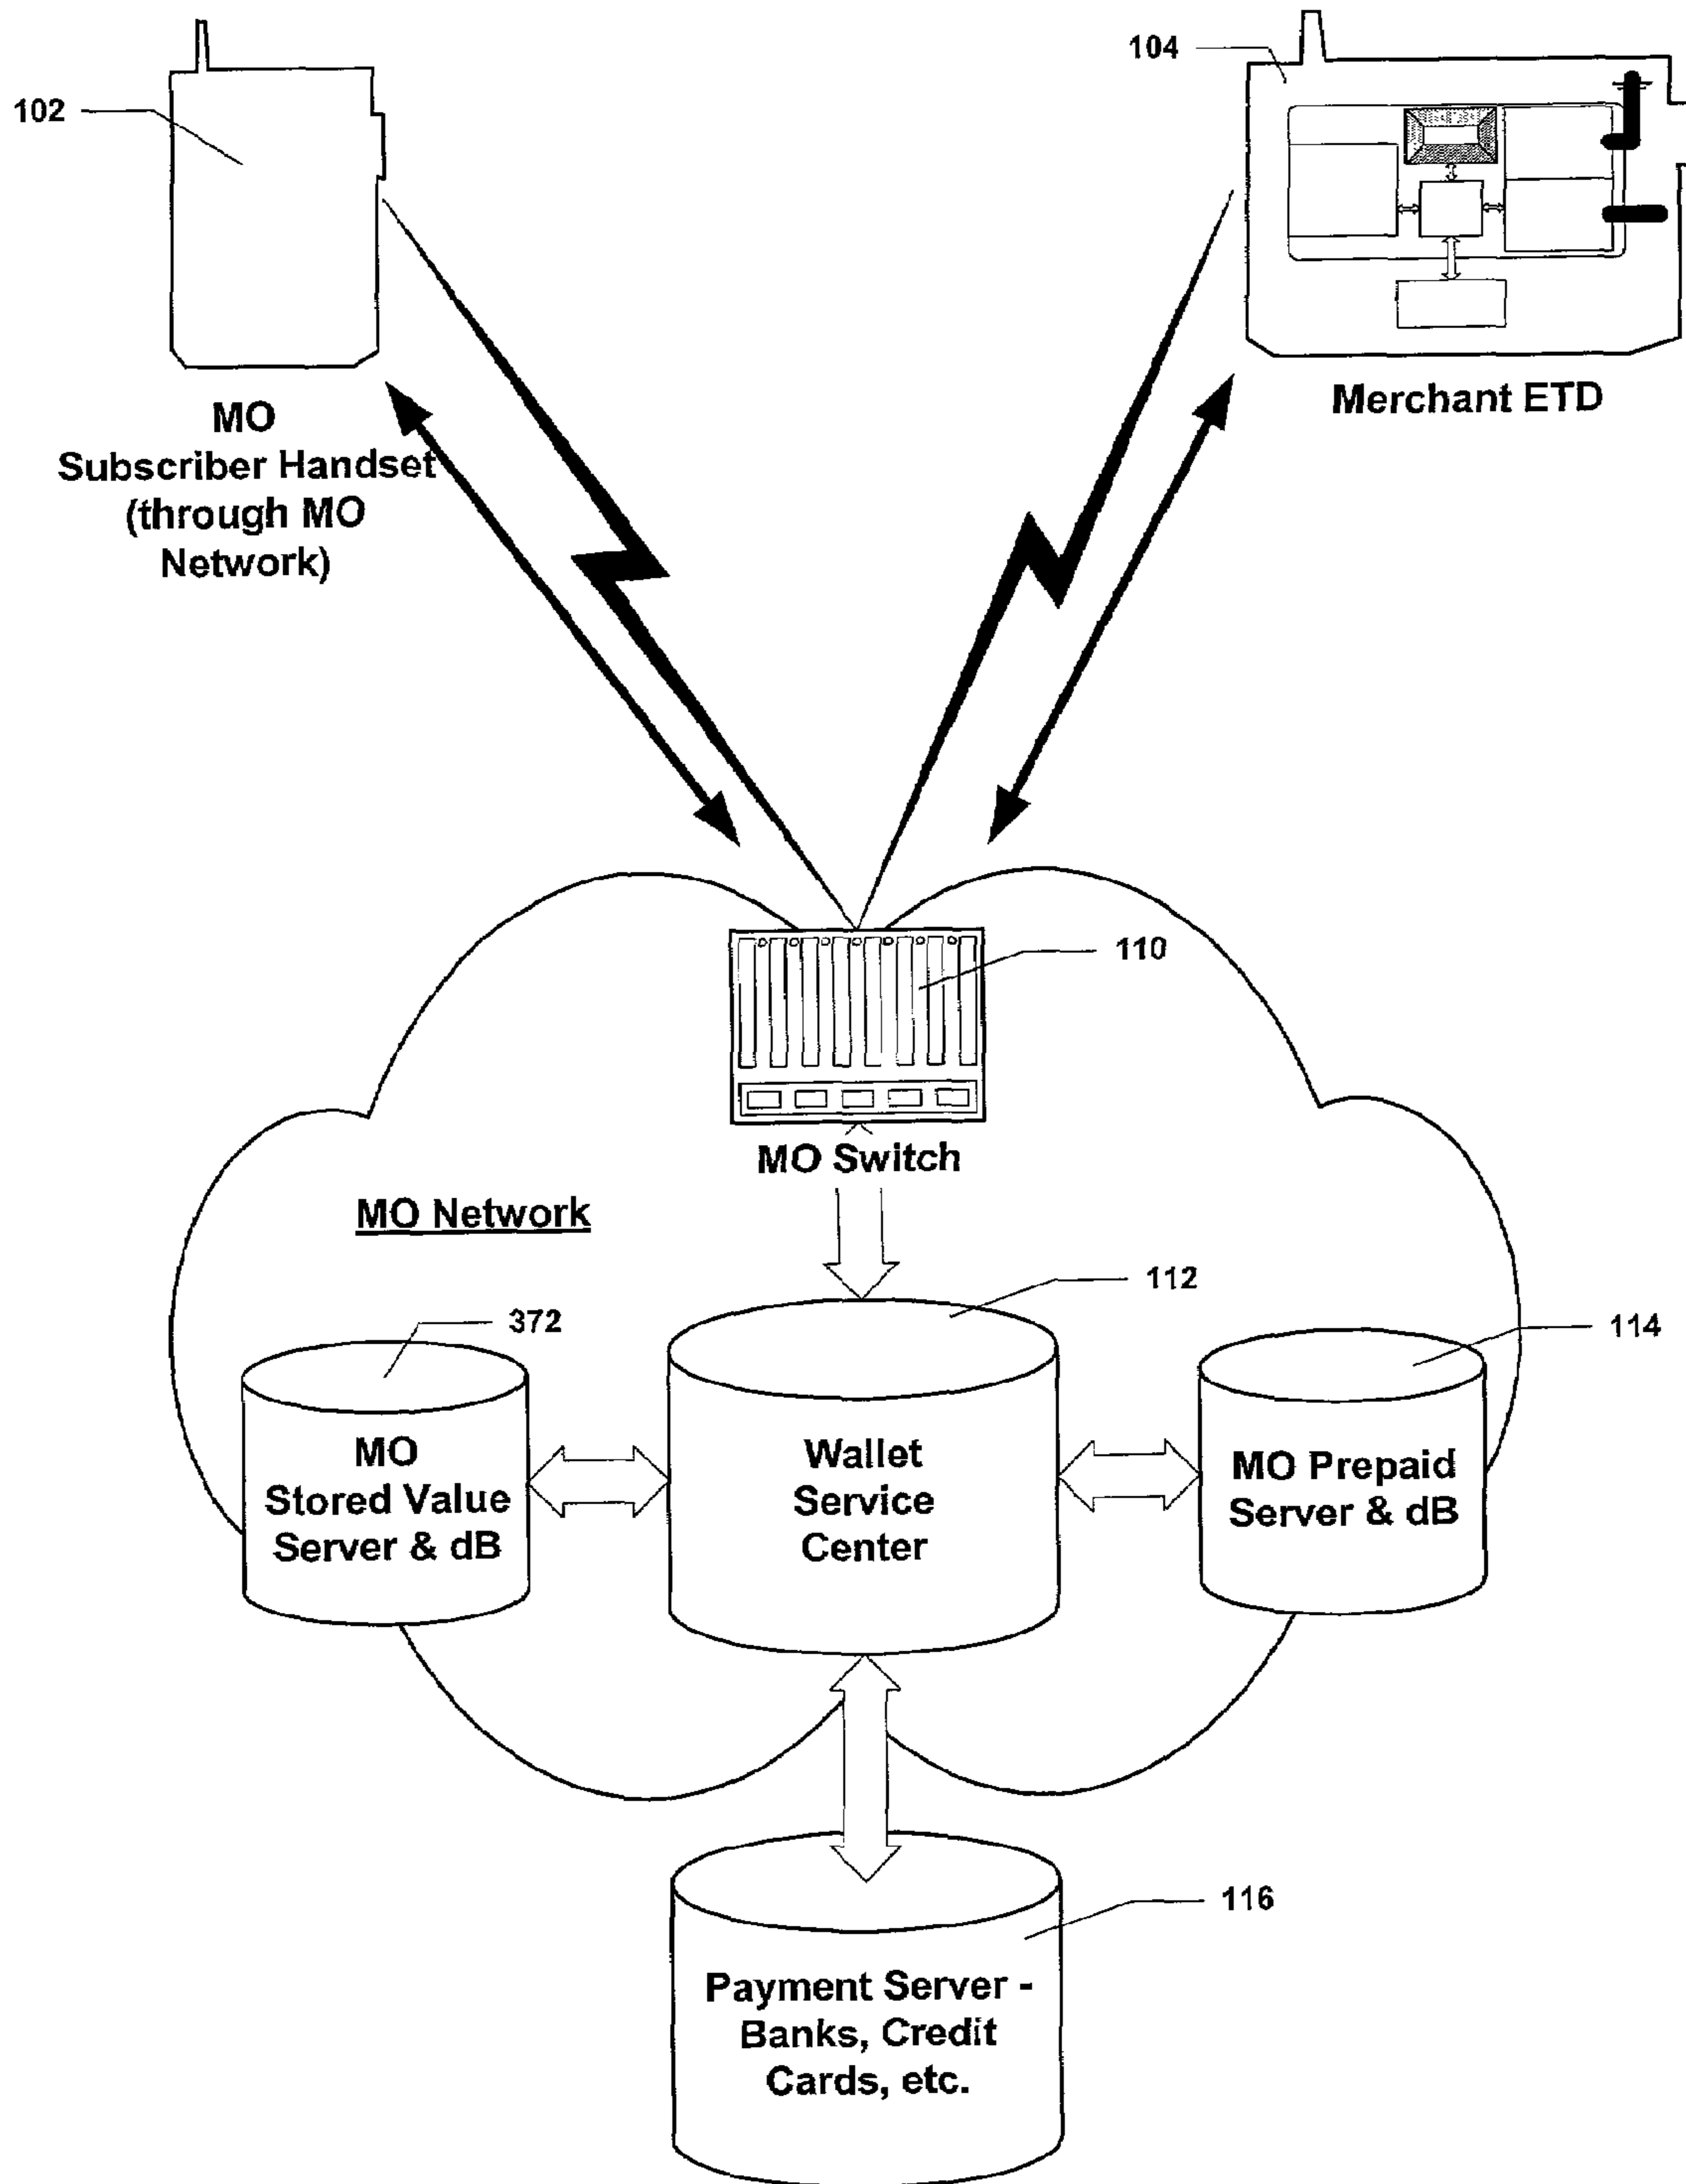 104
102
MO
Subscriber Handset
(through MO
Network)
Merchant ETD
110
MO Switch
MO Network
112
372
114
MO
Stored Value
Server & dB
Wallet
Service
Center
MO Prepaid
Server & dB
116
Payment Server -
Banks, Credit
Cards, etc.